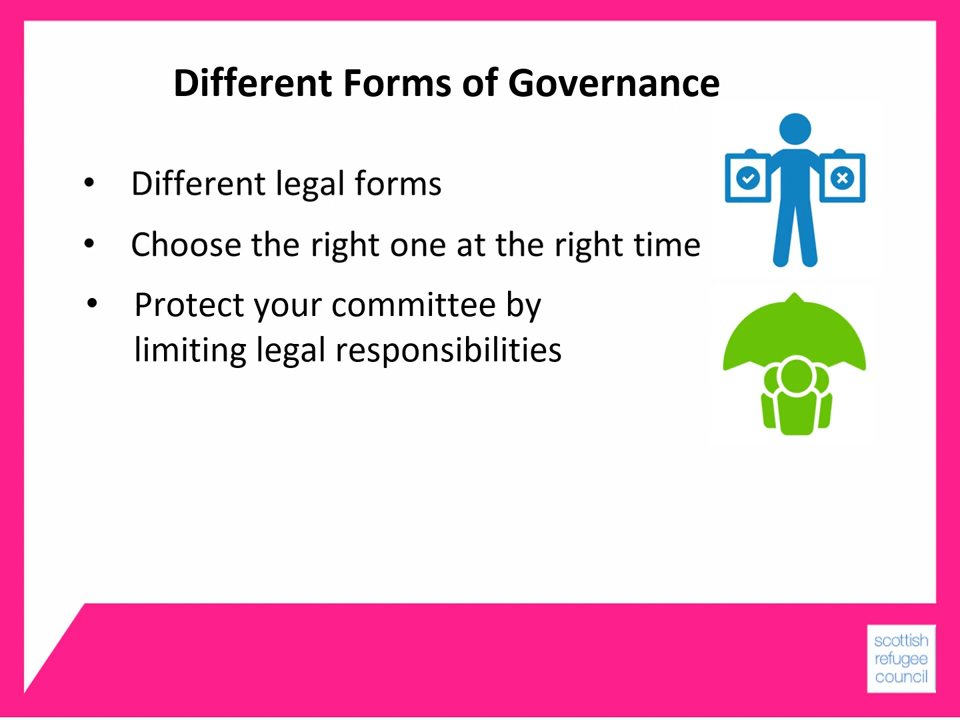 Different Forms of Governance
• Different legal forms
• Choose the right one at the right time
• Protect your committee by
limiting legal responsibilities
scottish
refugee
council